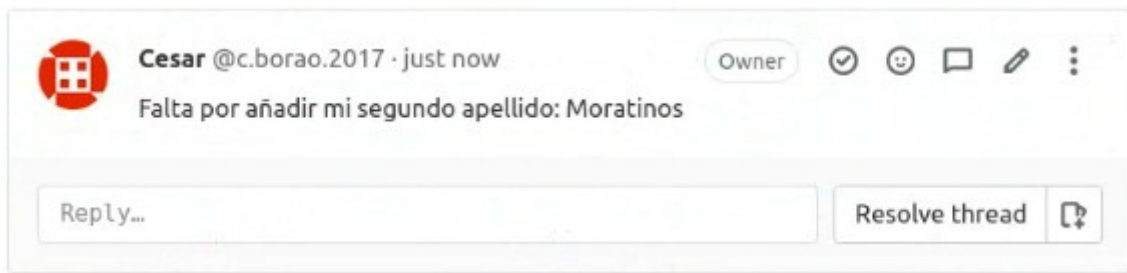 Cesar @c.borao.2017 · just now Owner
Falta por añadir mi segundo apellido: Moratinos
Reply… Resolve thread